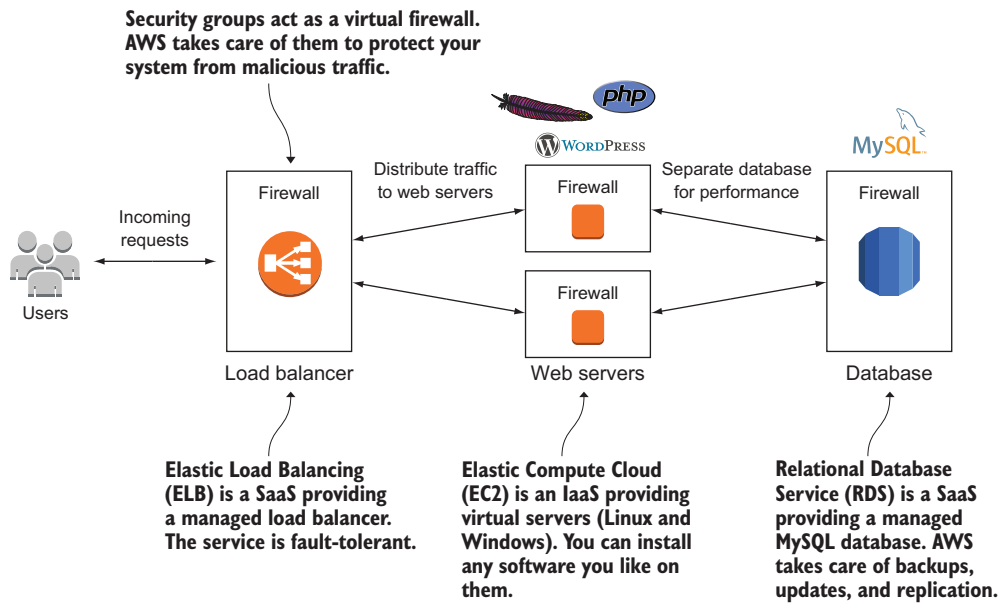 Security groups act as a virtual firewall.
AWS takes care of them to protect your
system from malicious traffic.
php
WORDPRESS
MySQL
Distribute traffic
to web servers
Separate database
for performance
Incoming
requests
Firewall
Firewall
Firewall
Firewall
Users
Load balancer
Web servers
Database
Elastic Load Balancing
(ELB) is a SaaS providing
a managed load balancer.
The service is fault-tolerant.
Elastic Compute Cloud
(EC2) is an IaaS providing
virtual servers (Linux and
Windows). You can install
any software you like on
them.
Relational Database
Service (RDS) is a SaaS
providing a managed
MySQL database. AWS
takes care of backups,
updates, and replication.